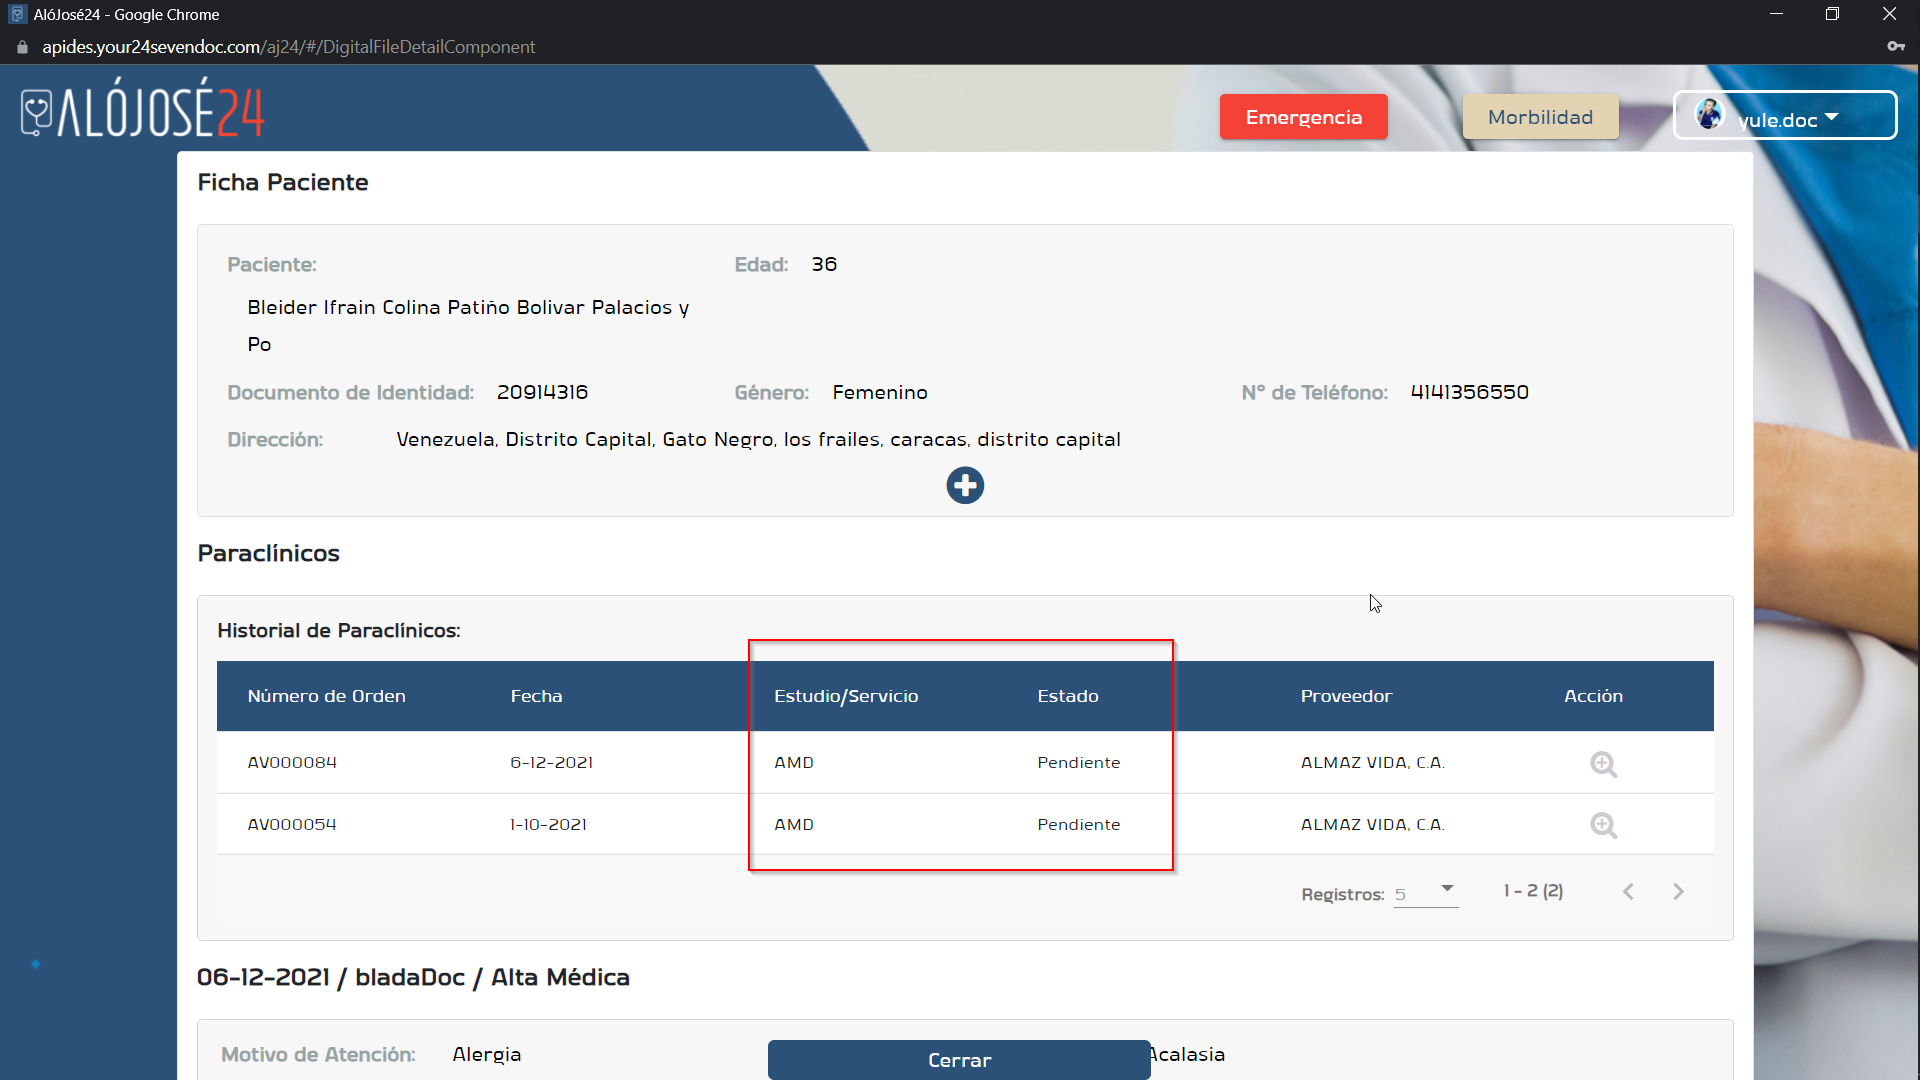 AlóJosé24 - Google Chrome
apides.your24sevendoc.com/aj24/#/DigitalFileDetailComponent
ALÓJOSÉ24
Emergencia
Morbilidad
yule.doc
Ficha Paciente
Paciente:
Edad: 36
Bleider Ifrain Colina Patiño Bolivar Palacios y
Po
Documento de Identidad: 20914316
Género: Femenino
N° de Teléfono: 4141356550
Dirección: Venezuela, Distrito Capital, Gato Negro, los frailes, caracas, distrito capital
Paraclínicos
Historial de Paraclínicos:
Número de Orden Fecha Estudio/Servicio Estado Proveedor Acción
AV000084 6-12-2021 AMD Pendiente ALMAZ VIDA, C.A.
AV000054 1-10-2021 AMD Pendiente ALMAZ VIDA, C.A.
Registros: 5 1 - 2 (2)
06-12-2021 / bladaDoc / Alta Médica
Motivo de Atención: Alergia
Acalasia
Cerrar